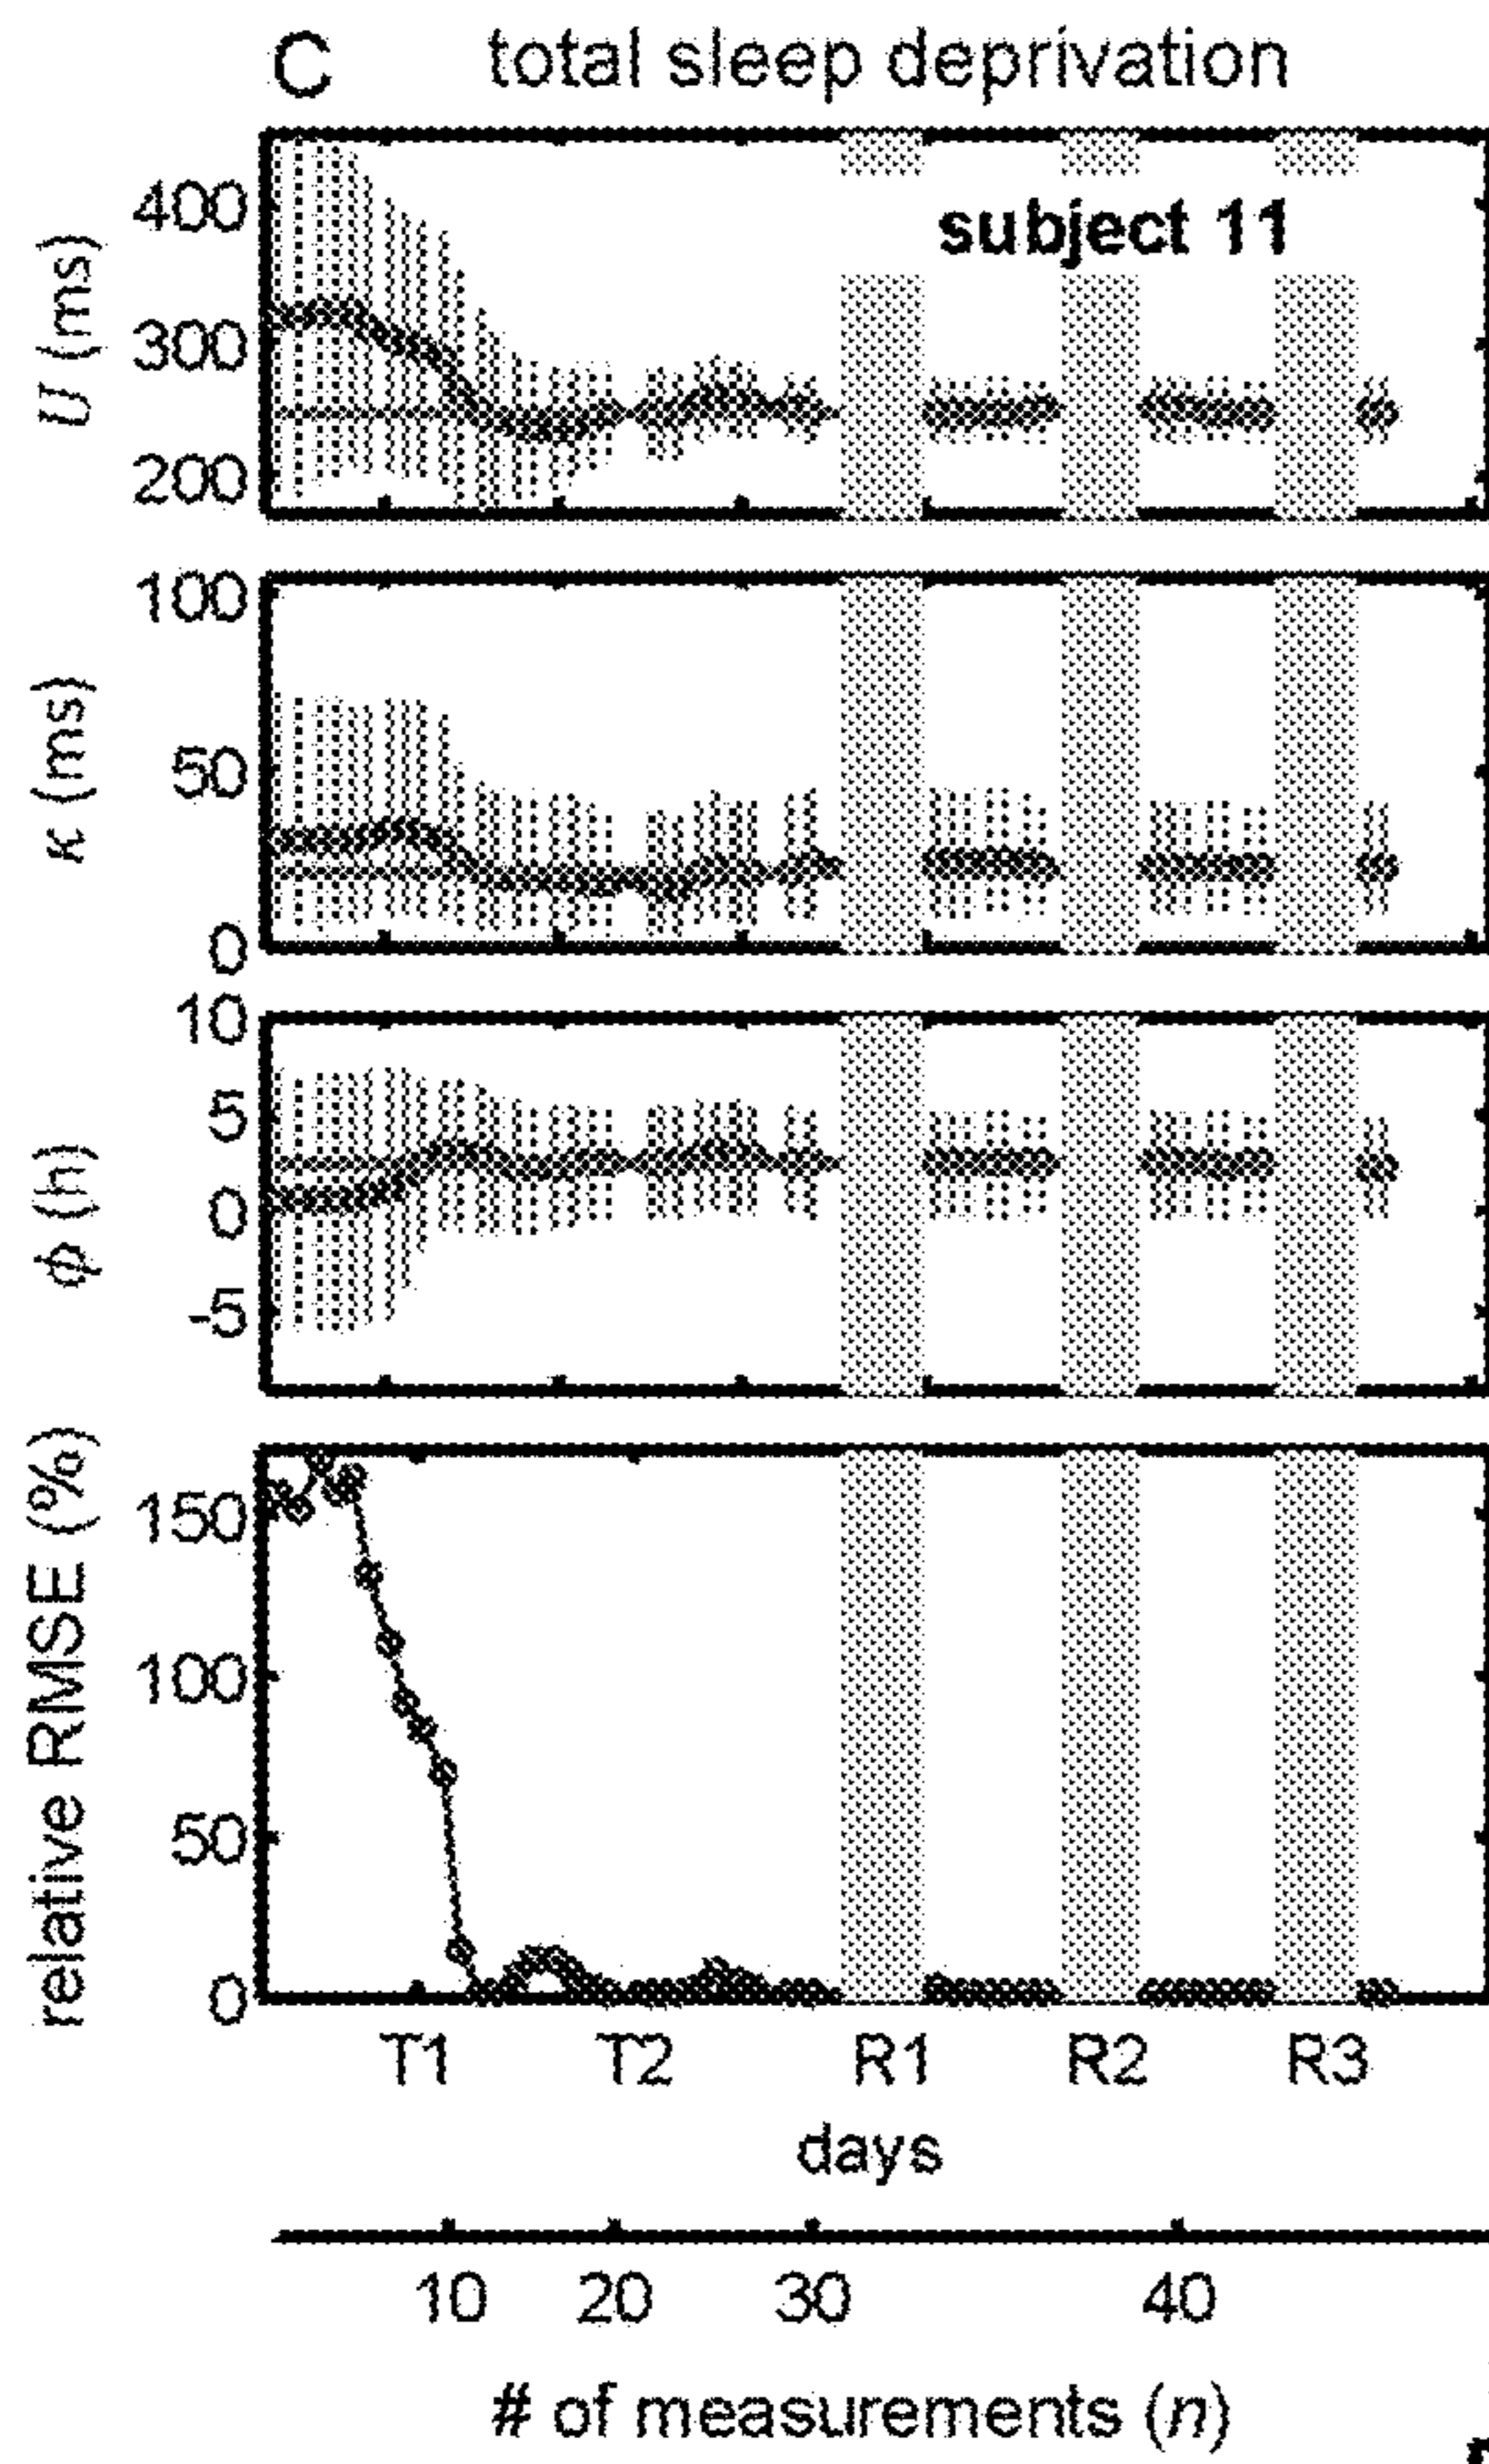 C total sleep deprivation
subject 11
U (ms)
400
300
200
κ (ms)
100
50
0
ϕ (h)
10
5
0
-5
relative RMSE (%)
150
100
50
0
T1 T2 R1 R2 R3
days
10 20 30 40
# of measurements (n)